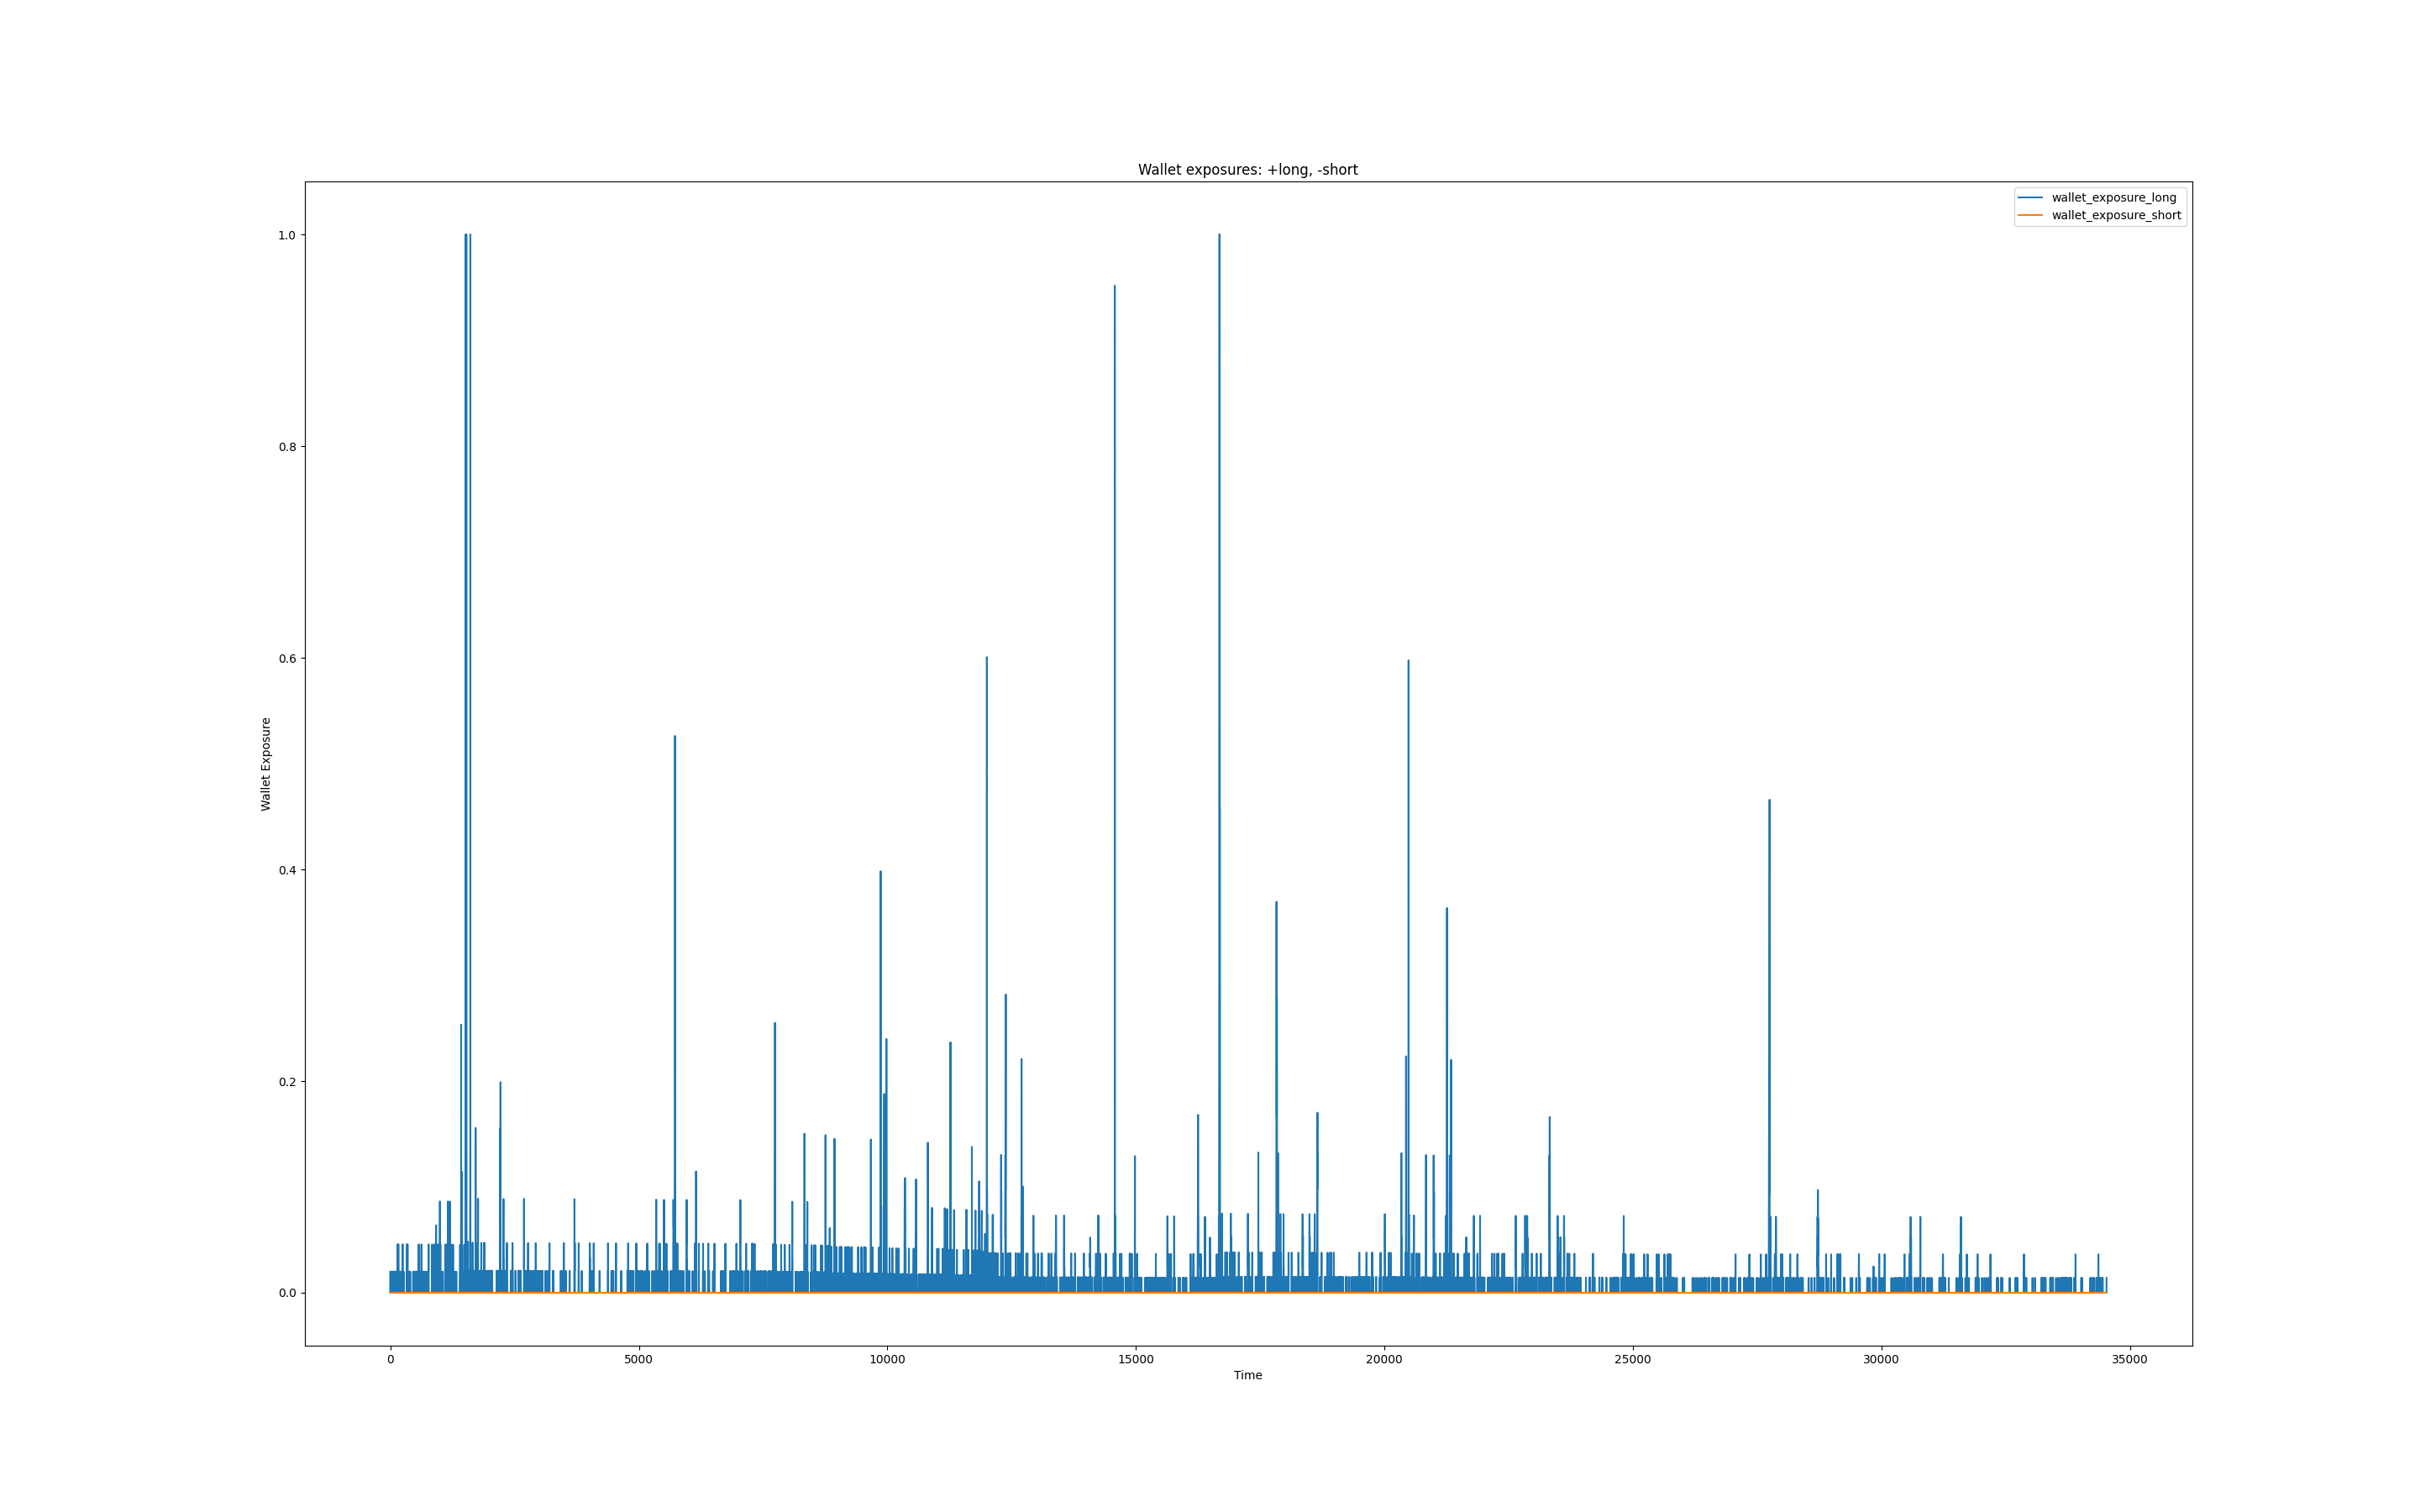 Wallet exposures: +long, -short
wallet_exposure_long
wallet_exposure_short
1.0
0.8
0.6
0.4
0.2
0.0
Wallet Exposure
0 5000 10000 15000 20000 25000 30000 35000
Time